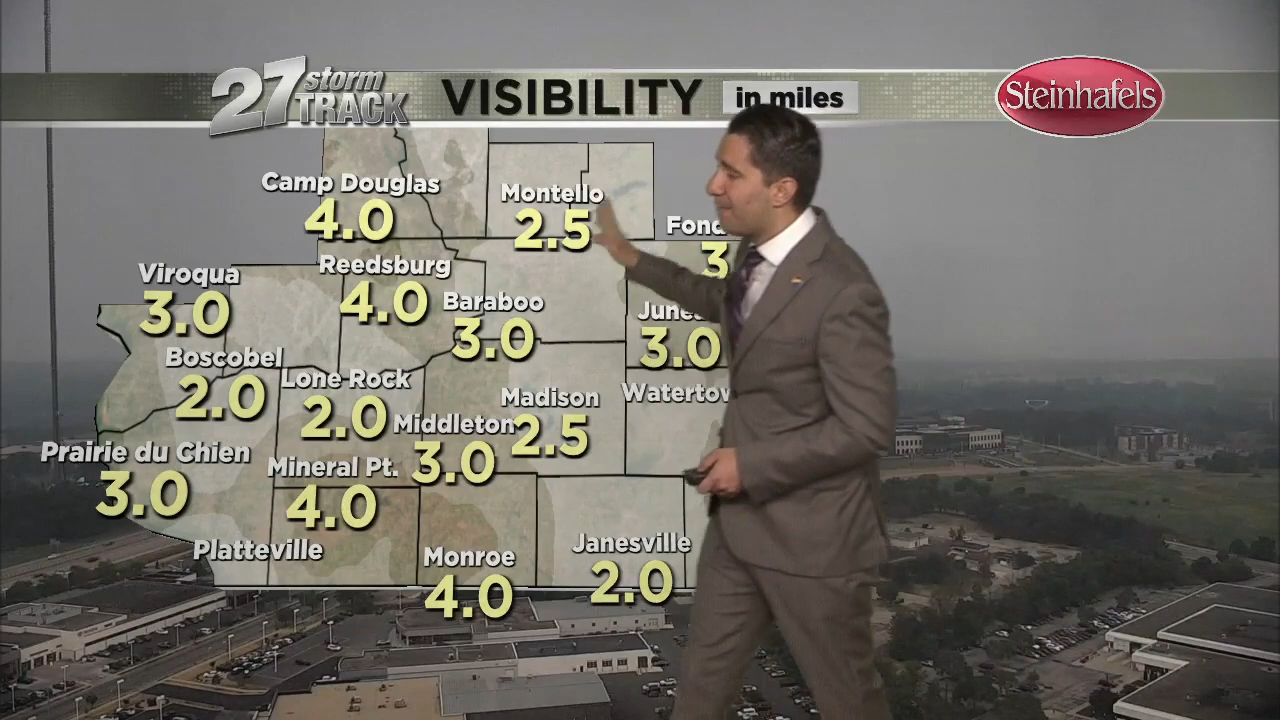 27 storm TRACK
VISIBILITY in miles
Steinhafels
Camp Douglas
4.0
Montello
2.5
Fond
3
Viroqua
3.0
Reedsburg
4.0
Baraboo
3.0
3.0
Boscobel
2.0
Lone Rock
2.0
Madison
2.5
Middleton
3.0
Prairie du Chien
3.0
Mineral Pt.
4.0
Platteville
Monroe
4.0
Janesville
2.0